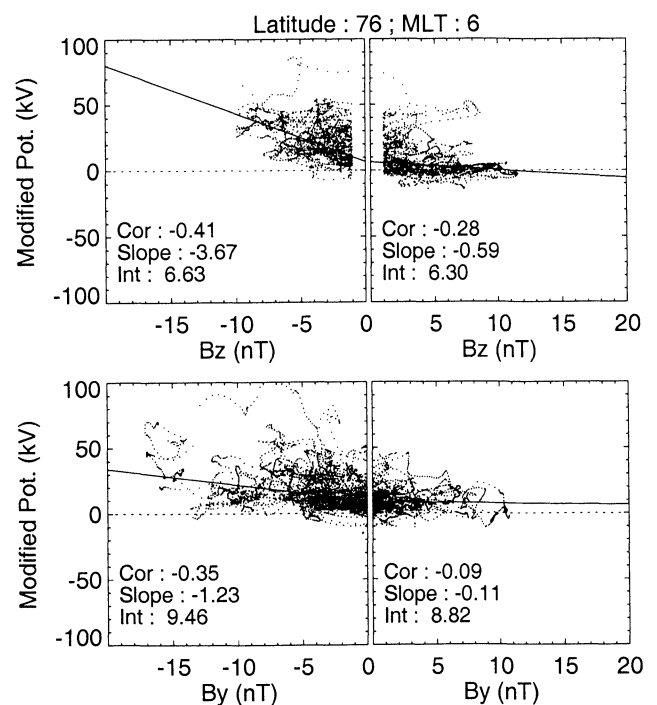 Latitude : 76 ; MLT : 6
Modified Pot. (kV)
100
50
0
-50
-100
Cor : -0.41
Slope : -3.67
Int : 6.63
Cor : -0.28
Slope : -0.59
Int : 6.30
-15 -10 -5 0 5 10 15 20
Bz (nT) Bz (nT)
Modified Pot. (kV)
100
50
0
-50
-100
Cor : -0.35
Slope : -1.23
Int : 9.46
Cor : -0.09
Slope : -0.11
Int : 8.82
-15 -10 -5 0 5 10 15 20
By (nT) By (nT)